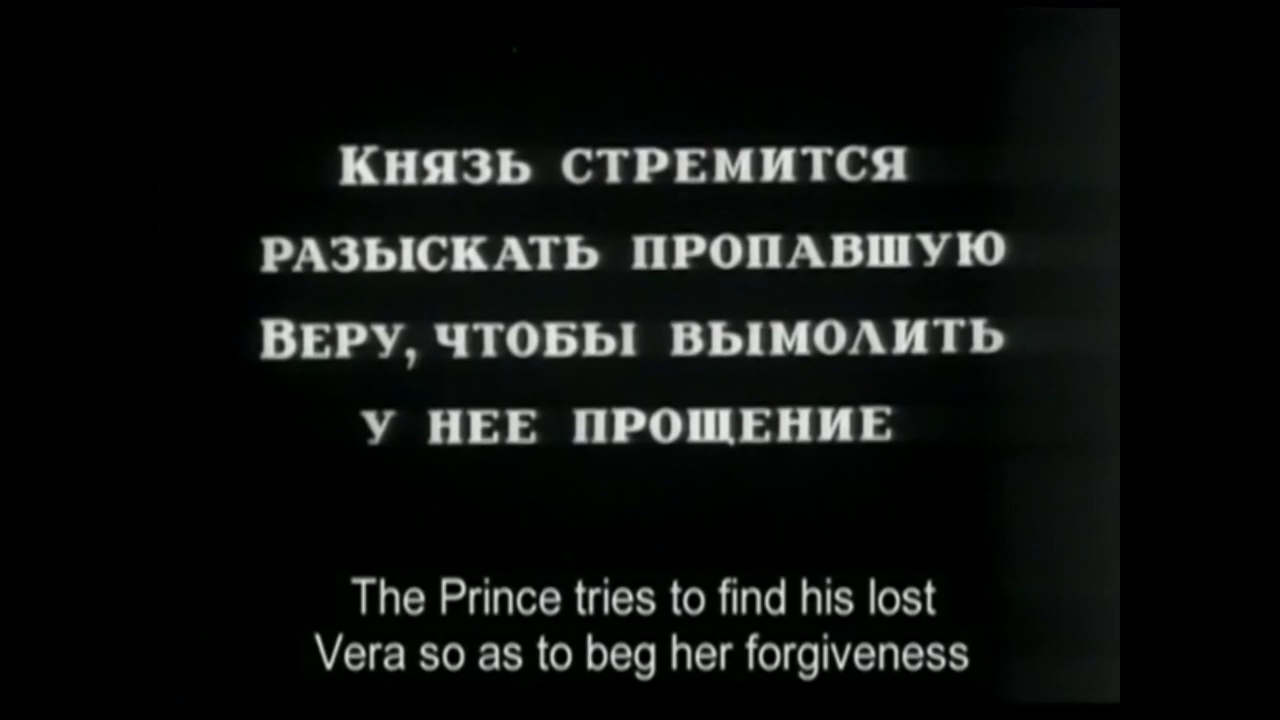 Князь стремится
разыскать пропавшую
Веру, чтобы вымолить
у нее прощение
The Prince tries to find his lost
Vera so as to beg her forgiveness